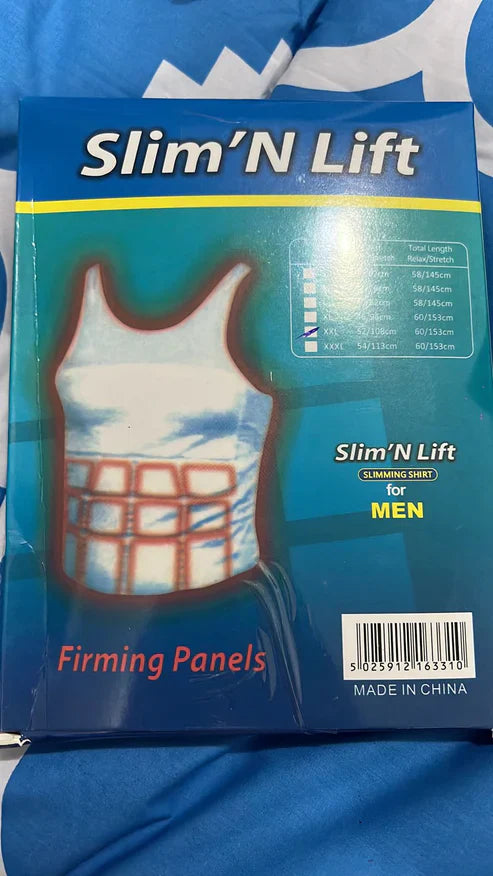 Slim'N Lift
Total Length
Relax/Stretch
58/145cm
58/145cm
58/145cm
60/153cm
XXL 52/108cm 60/153cm
XXXL 54/113cm 60/153cm
Slim'N Lift
SLIMMING SHIRT
for
MEN
Firming Panels
5 025912 163310
MADE IN CHINA